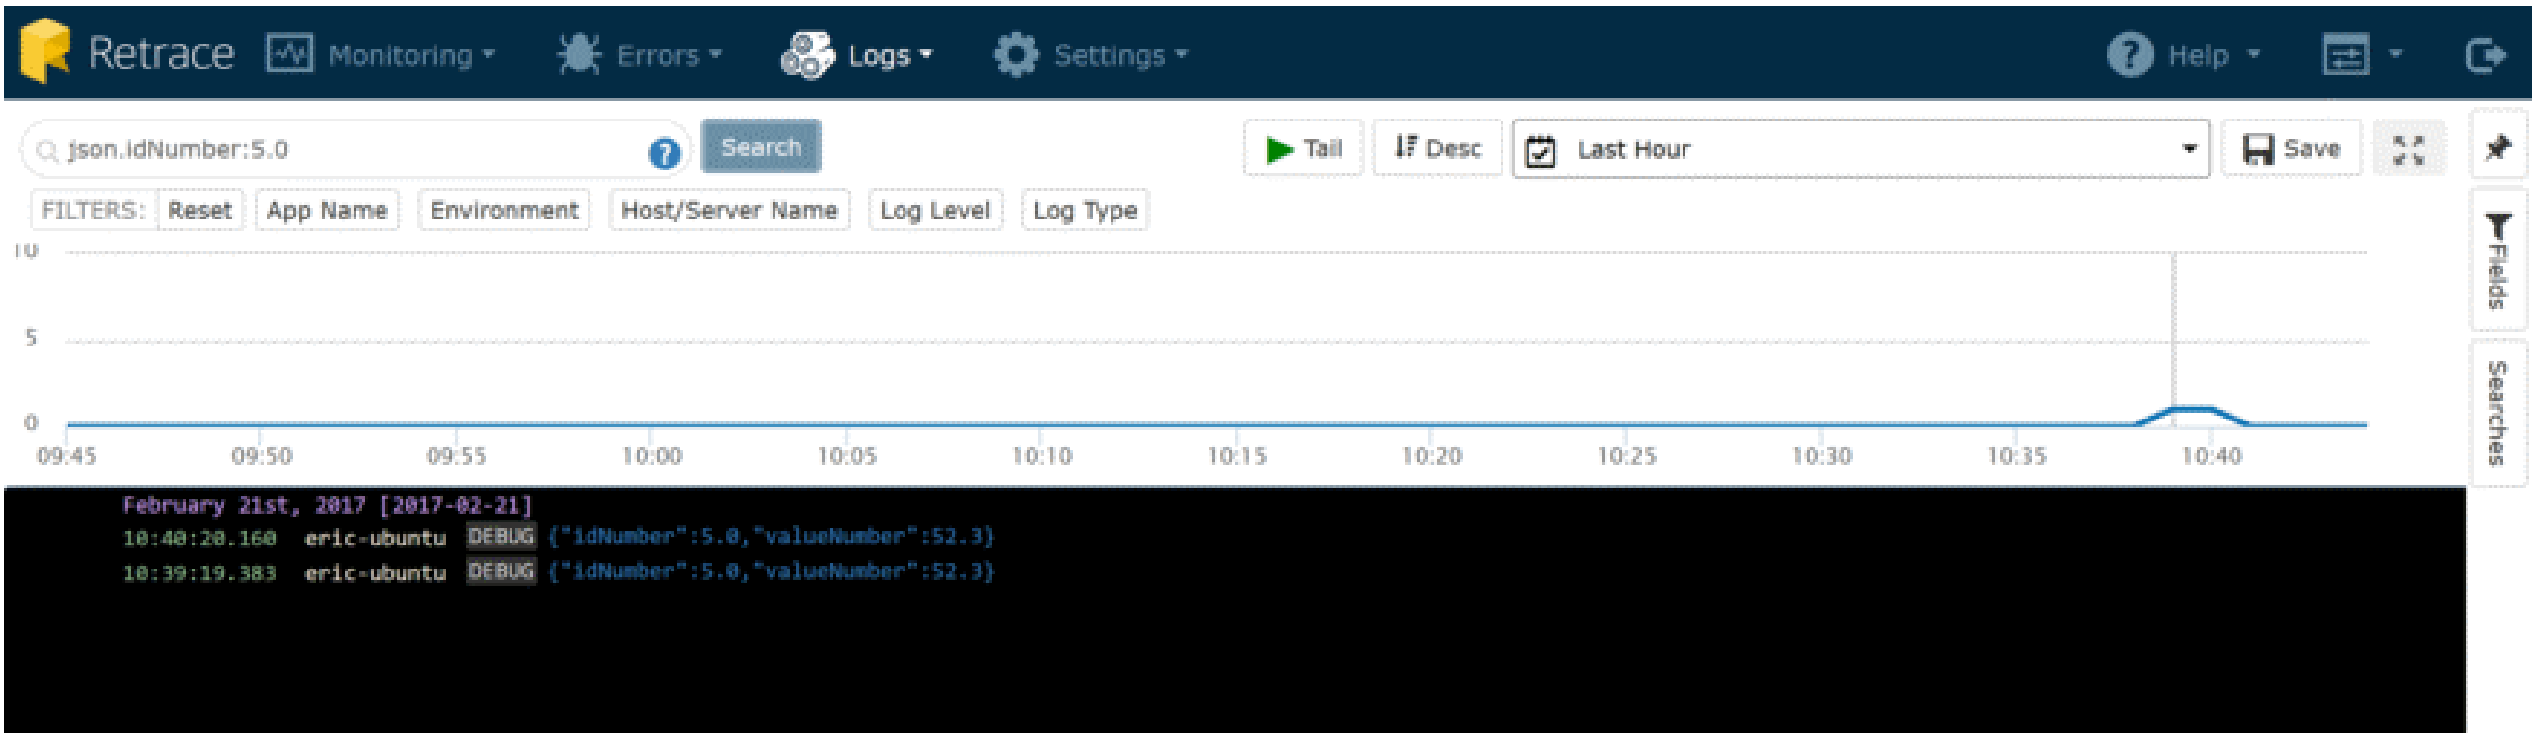 Retrace Monitoring Errors Logs Settings Help
json.idNumber:5.0 ? Search Tail Desc Last Hour Save
FILTERS: Reset App Name Environment Host/Server Name Log Level Log Type
10
5
0
09:45 09:50 09:55 10:00 10:05 10:10 10:15 10:20 10:25 10:30 10:35 10:40
Fields
Searches
February 21st, 2017 [2017-02-21]
10:40:20.160 eric-ubuntu DEBUG {"idNumber":5.0,"valueNumber":52.3}
10:39:19.383 eric-ubuntu DEBUG {"idNumber":5.0,"valueNumber":52.3}